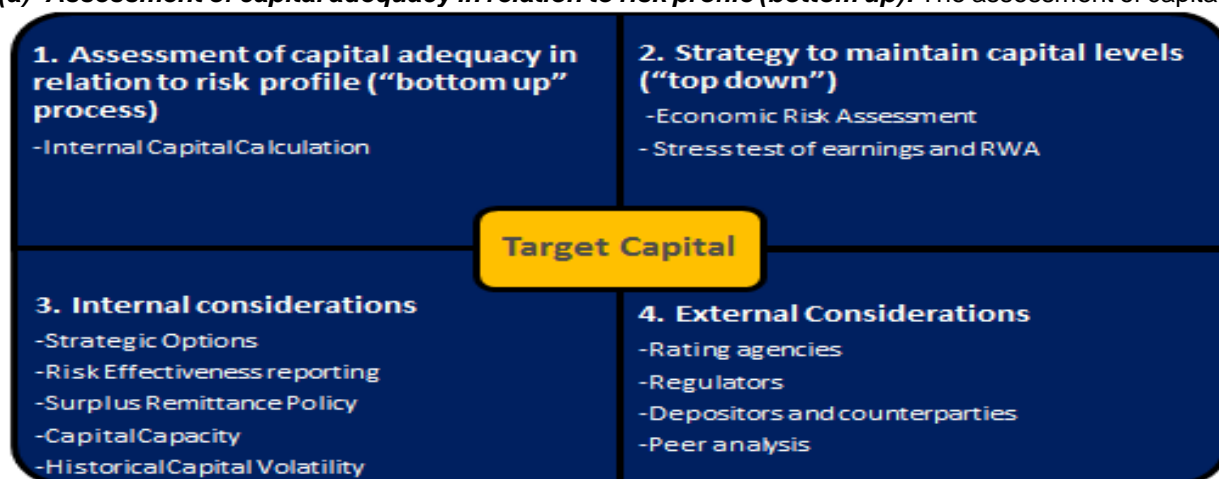 (a) Assessment of capital adequacy in relation to risk profile (bottom up): The assessment of capital
1. Assessment of capital adequacy in
relation to risk profile (“bottom up”
process)
-Internal Capital Calculation
2. Strategy to maintain capital levels
(“top down”)
-Economic Risk Assessment
- Stress test of earnings and RWA
Target Capital
3. Internal considerations
-Strategic Options
-Risk Effectiveness reporting
-Surplus Remittance Policy
-Capital Capacity
-Historical Capital Volatility
4. External Considerations
-Rating agencies
-Regulators
-Depositors and counterparties
-Peer analysis